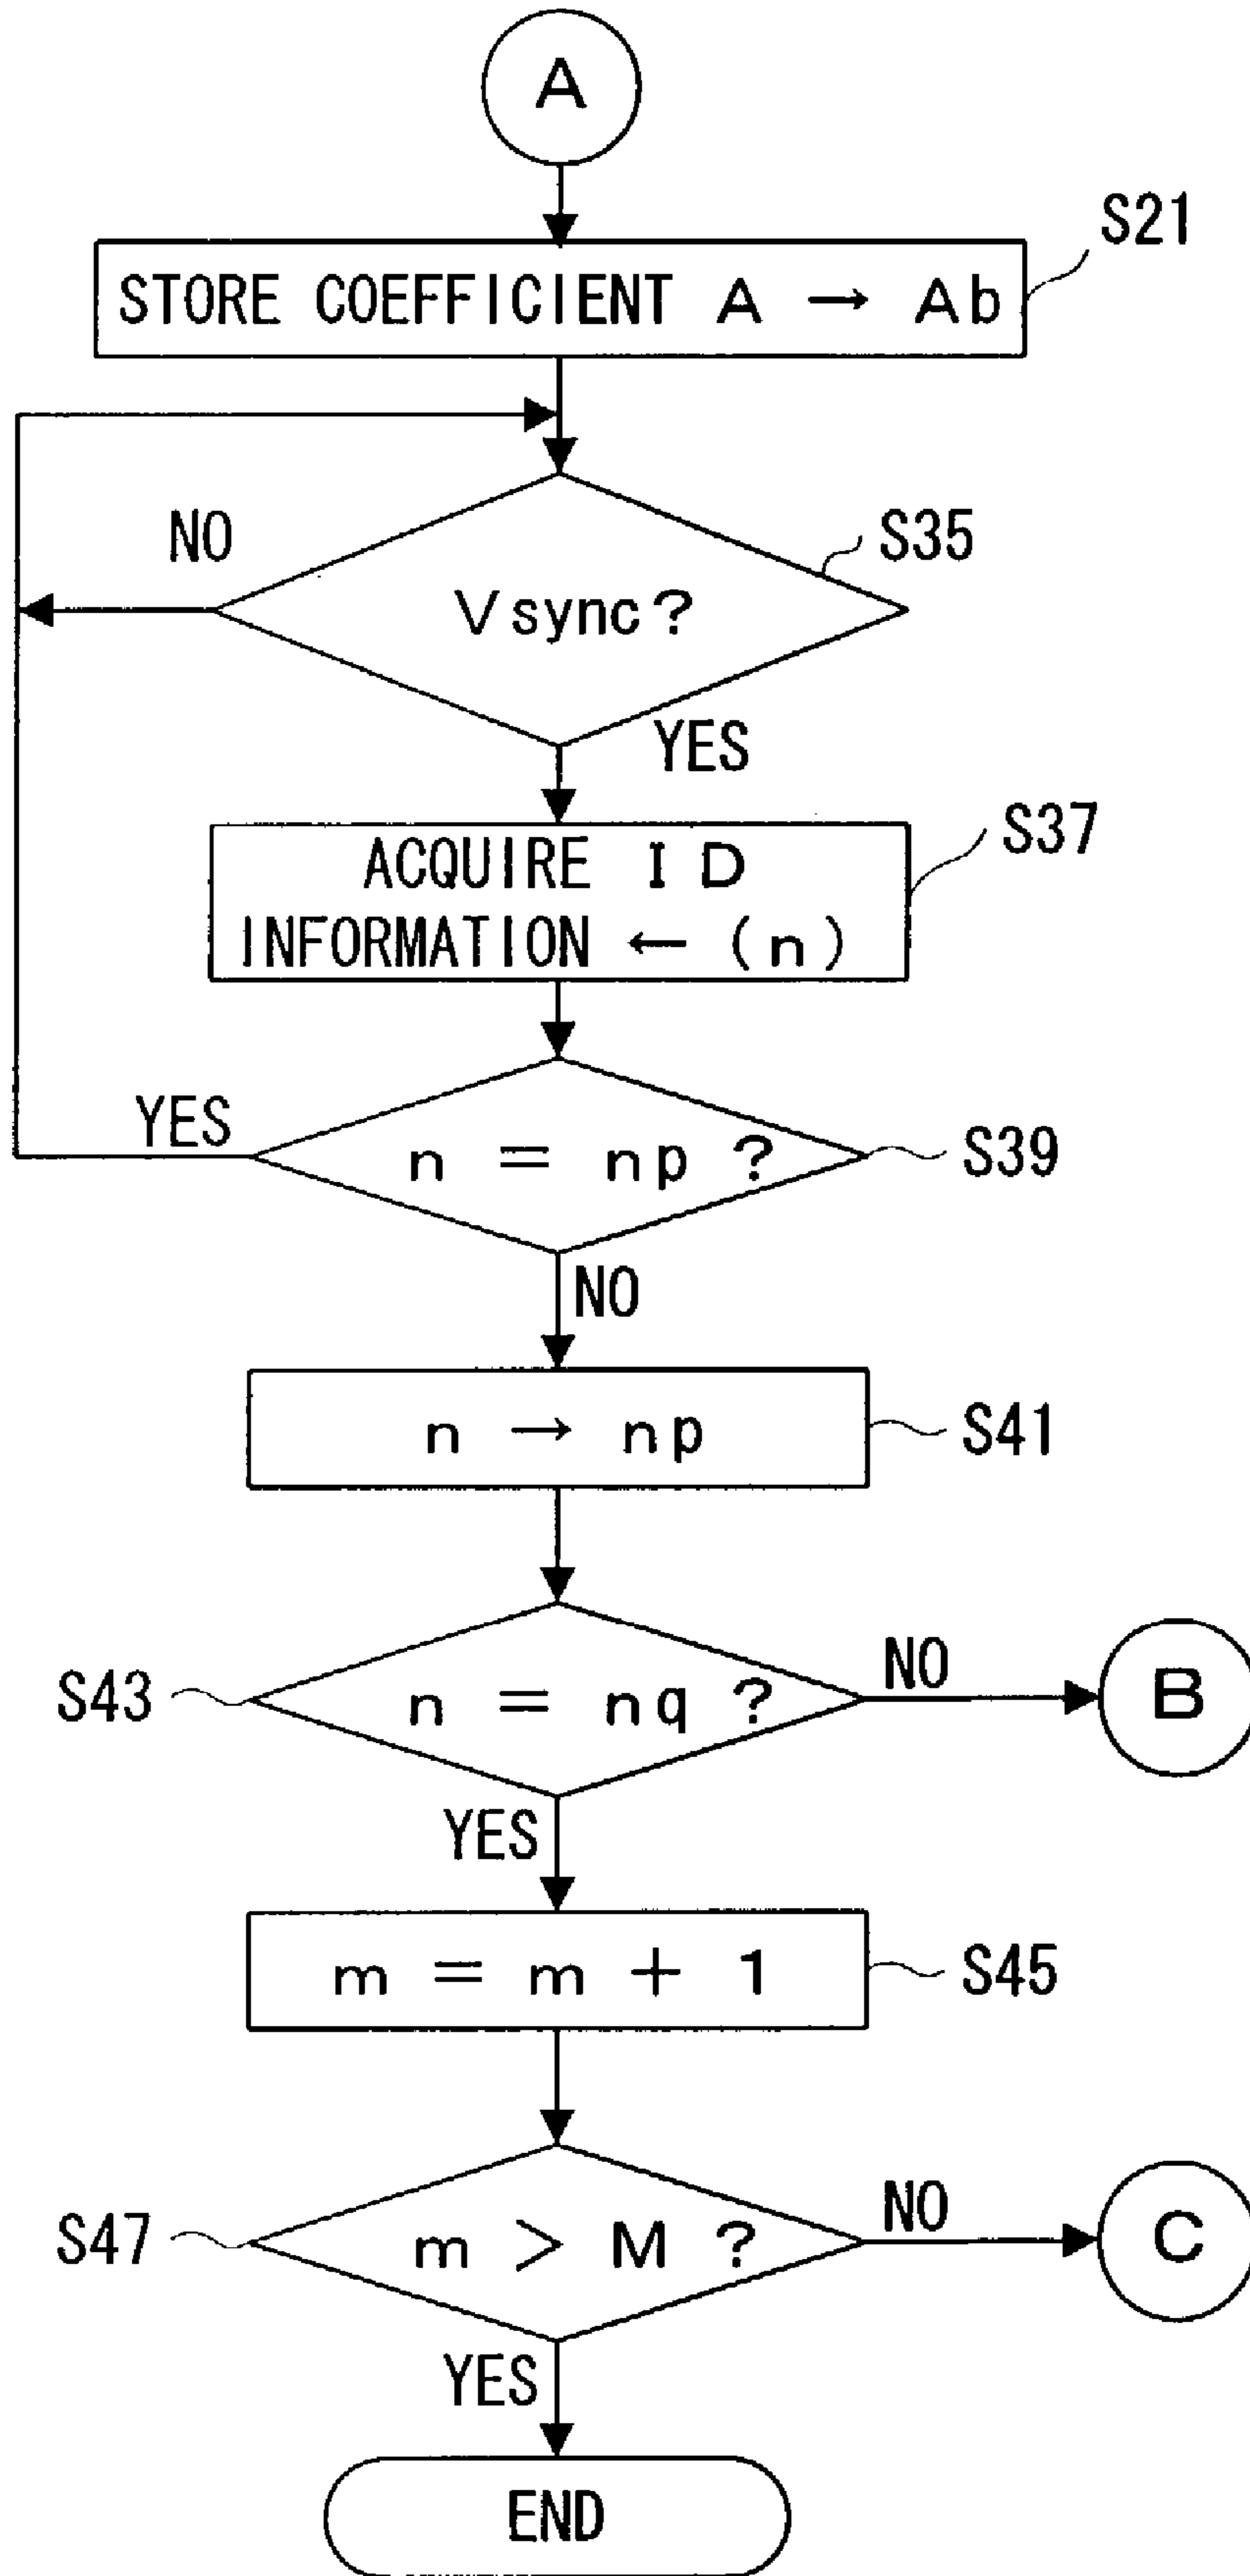 A
S21
STORE COEFFICIENT A → Ab
NO
S35
Vsync?
YES
S37
ACQUIRE ID
INFORMATION ← (n)
YES
n = np ?
S39
NO
n → np
S41
S43
n = nq ?
NO
B
YES
m = m + 1
S45
S47
m > M ?
NO
C
YES
END